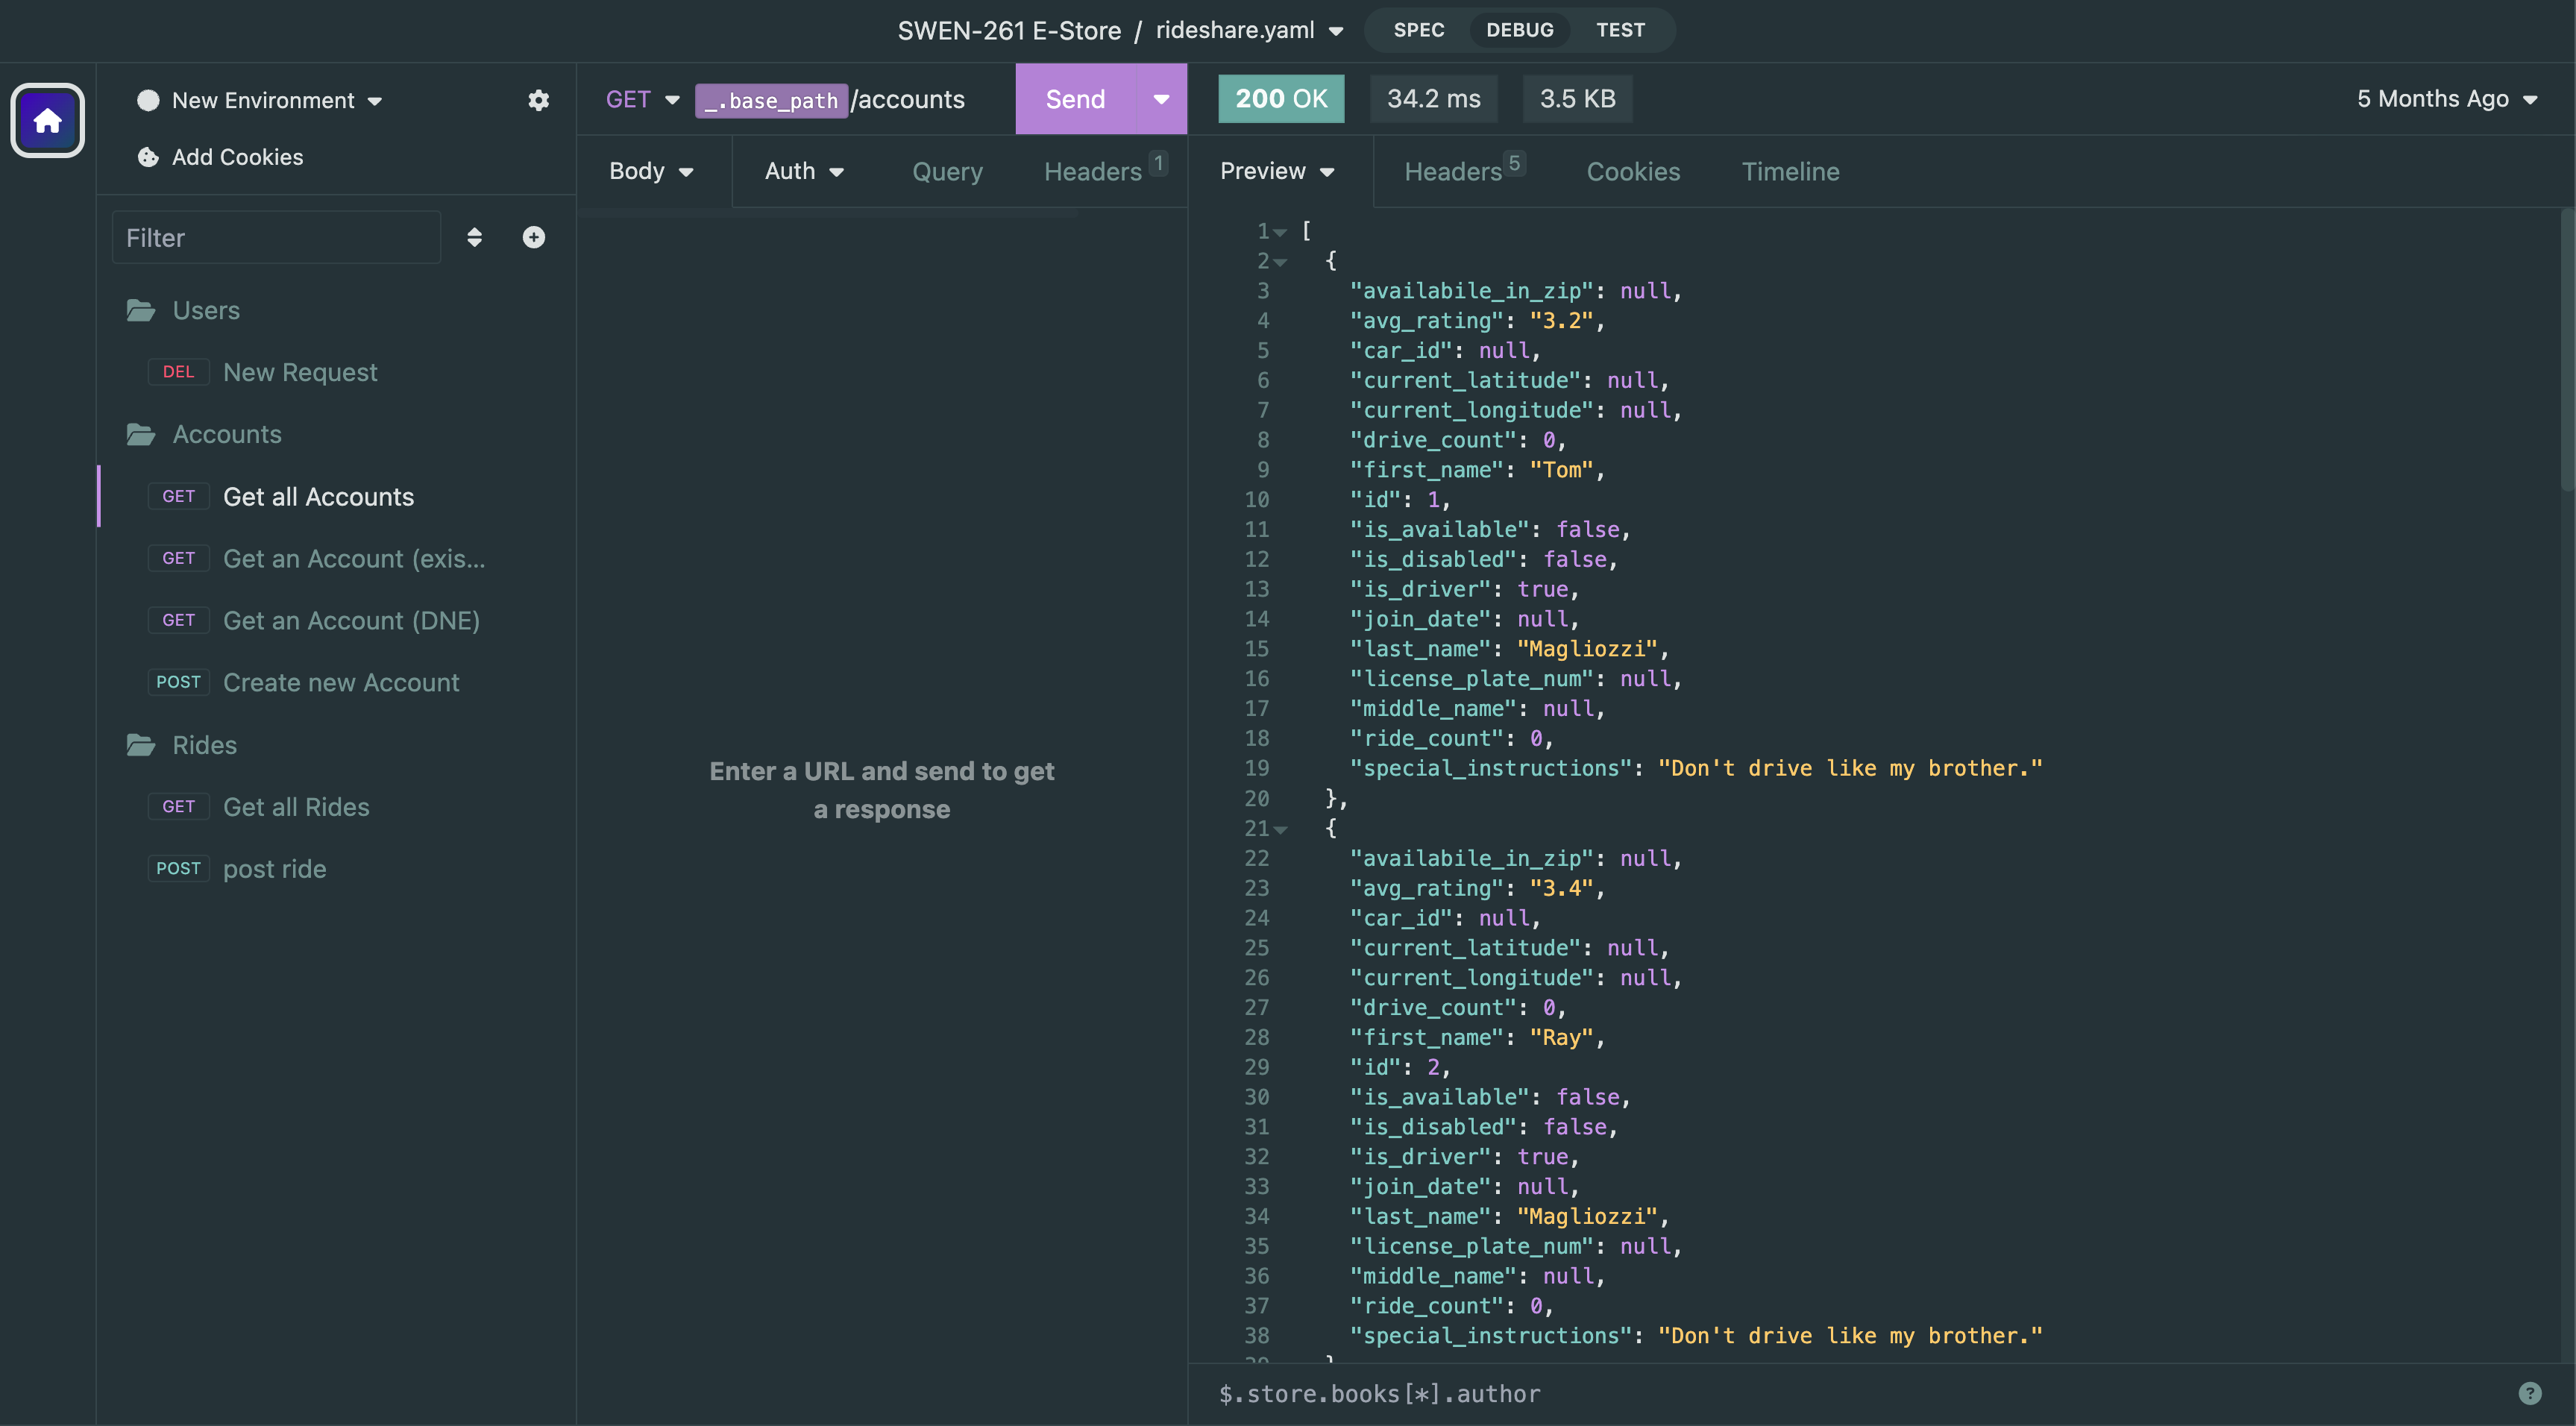 SWEN-261 E-Store / rideshare.yaml
SPEC DEBUG TEST
New Environment
Add Cookies
Filter
Users
DEL New Request
Accounts
GET Get all Accounts
GET Get an Account (exis...
GET Get an Account (DNE)
POST Create new Account
Rides
GET Get all Rides
POST post ride
GET _.base_path/accounts Send
Body Auth Query Headers 1
Enter a URL and send to get
a response
200 OK 34.2 ms 3.5 KB 5 Months Ago
Preview Headers 5 Cookies Timeline
1 [
2 {
3 "availabile_in_zip": null,
4 "avg_rating": "3.2",
5 "car_id": null,
6 "current_latitude": null,
7 "current_longitude": null,
8 "drive_count": 0,
9 "first_name": "Tom",
10 "id": 1,
11 "is_available": false,
12 "is_disabled": false,
13 "is_driver": true,
14 "join_date": null,
15 "last_name": "Magliozzi",
16 "license_plate_num": null,
17 "middle_name": null,
18 "ride_count": 0,
19 "special_instructions": "Don't drive like my brother."
20 },
21 {
22 "availabile_in_zip": null,
23 "avg_rating": "3.4",
24 "car_id": null,
25 "current_latitude": null,
26 "current_longitude": null,
27 "drive_count": 0,
28 "first_name": "Ray",
29 "id": 2,
30 "is_available": false,
31 "is_disabled": false,
32 "is_driver": true,
33 "join_date": null,
34 "last_name": "Magliozzi",
35 "license_plate_num": null,
36 "middle_name": null,
37 "ride_count": 0,
38 "special_instructions": "Don't drive like my brother."
$.store.books[*].author